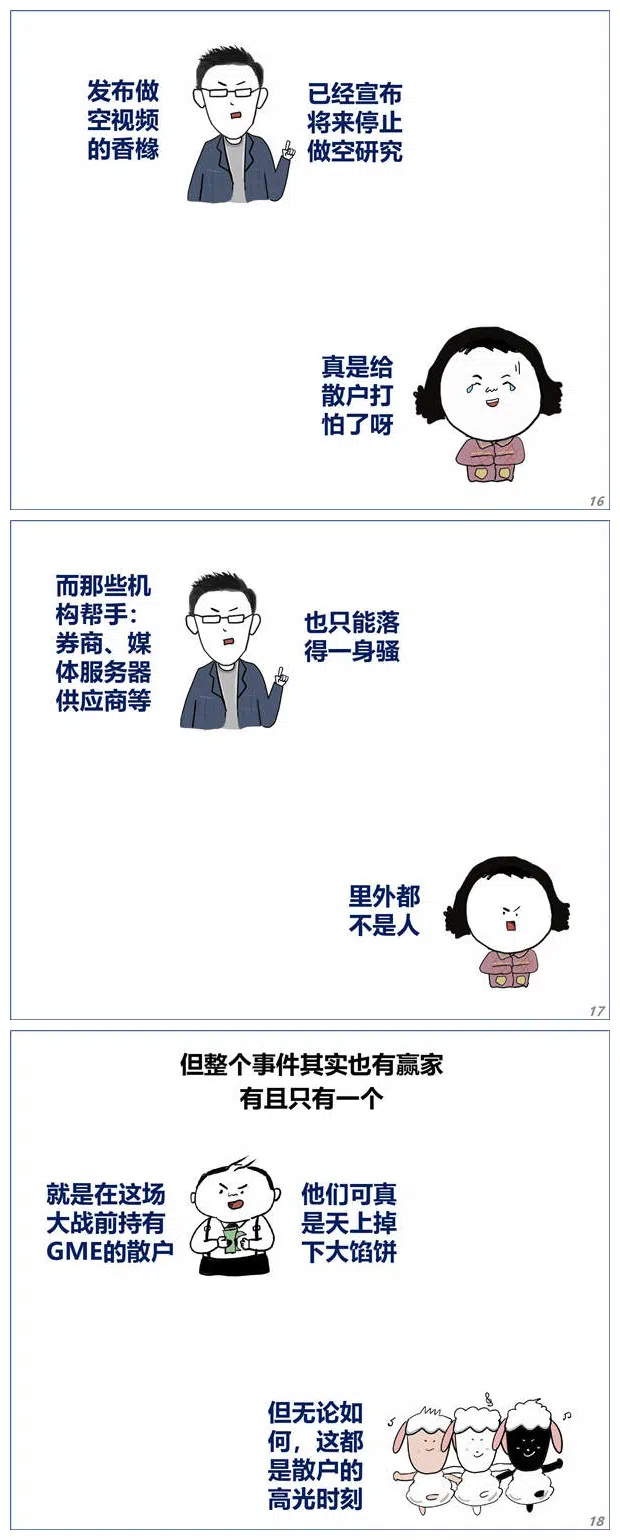 发布做
空视频
的香橼
已经宣布
将来停止
做空研究
真是给
散户打
怕了呀
16
而那些机
构帮手：
券商、媒
体服务器
供应商等
也只能落
得一身骚
里外都
不是人
17
但整个事件其实也有赢家
有且只有一个
就是在这场
大战前持有
GME的散户
他们可真
是天上掉
下大馅饼
但无论如
何，这都
是散户的
高光时刻
18